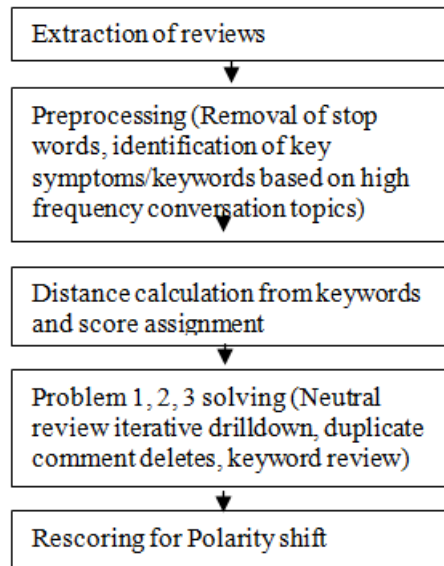 Extraction of reviews
Preprocessing (Removal of stop
words, identification of key
symptoms/keywords based on high
frequency conversation topics)
Distance calculation from keywords
and score assignment
Problem 1, 2, 3 solving (Neutral
review iterative drilldown, duplicate
comment deletes, keyword review)
Rescoring for Polarity shift